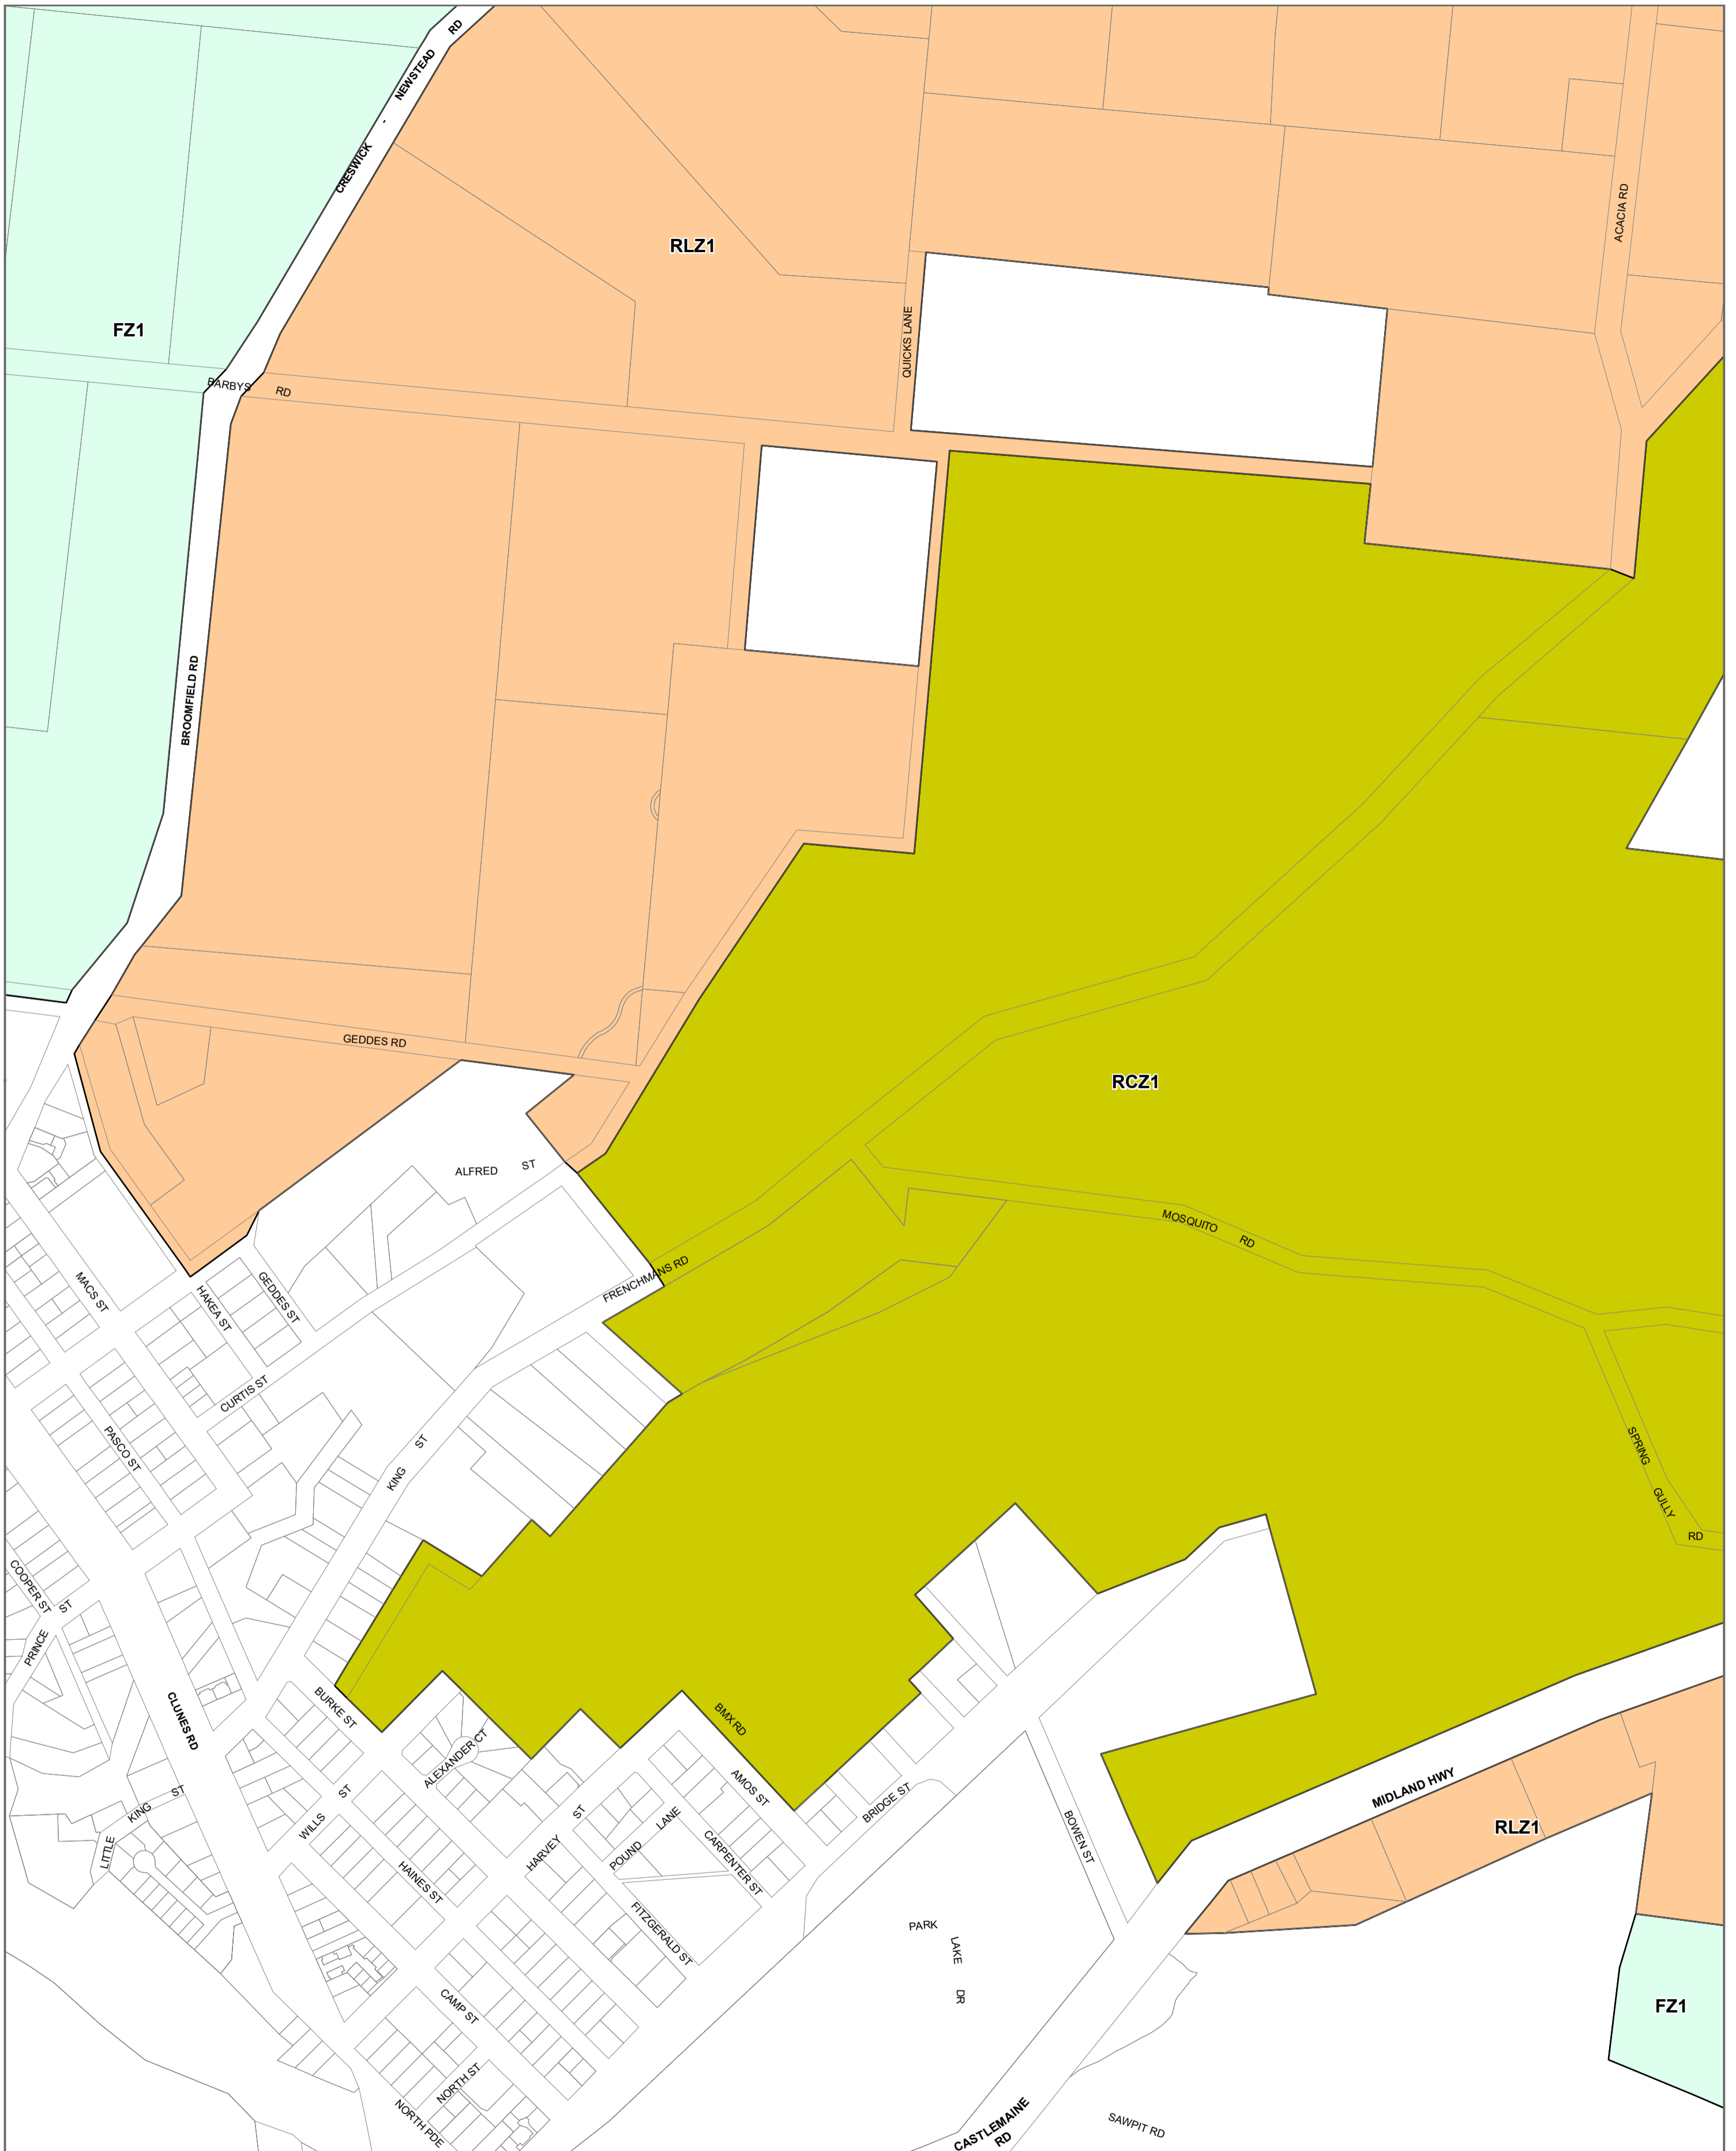 NEWSTEAD RD
-
CRESWICK
RLZ1
ACACIA RD
FZ1
QUICKS LANE
BARBYS RD
BROOMFIELD RD
GEDDES RD
RCZ1
ALFRED ST
MOSQUITO RD
FRENCHMANS RD
MACS ST
HAKEA ST
GEDDES ST
CURTIS ST
PASCO ST
KING ST
SPRING GULLY RD
COOPER ST
PRINCE ST
CLUNES RD
BURKE ST
BMX RD
ALEXANDER CT
AMOS ST
BRIDGE ST
MIDLAND HWY
LITTLE KING ST
WILLS ST
HARVEY ST
POUND LANE
CARPENTER ST
BOWEN ST
RLZ1
HAINES ST
FITZGERALD ST
PARK LAKE DR
CAMP ST
FZ1
NORTH ST
NORTH PDE
CASTLEMAINE
RD
SAWPIT RD